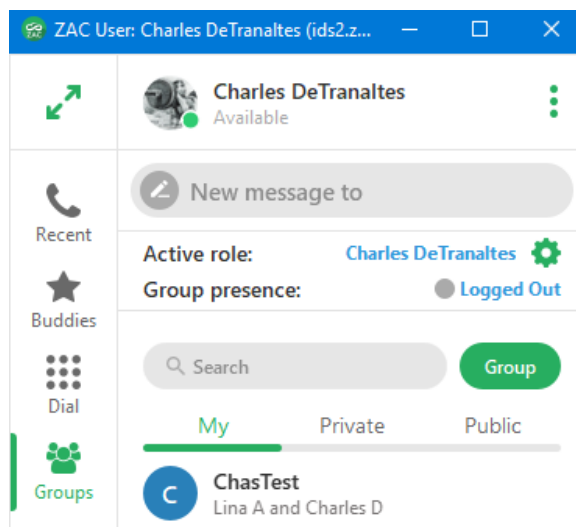 ZAC User: Charles DeTranaltes (ids2.z...
Charles DeTranaltes
Available
New message to
Recent
Active role: Charles DeTranaltes
Group presence: Logged Out
Buddies
Search Group
Dial
My Private Public
Groups
C
ChasTest
Lina A and Charles D